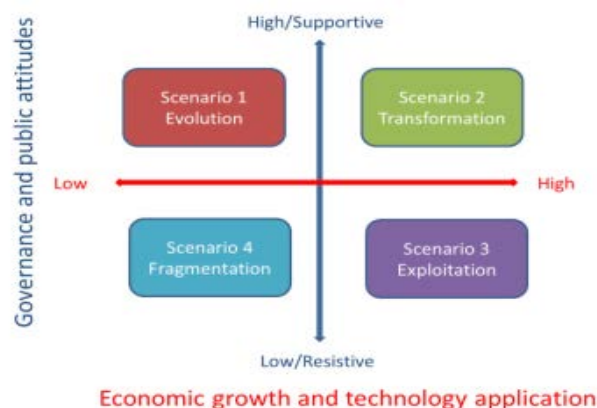 High/Supportive
Governance and public attitudes
Scenario 1
Evolution
Scenario 2
Transformation
Low
High
Scenario 4
Fragmentation
Scenario 3
Exploitation
Low/Resistive
Economic growth and technology application